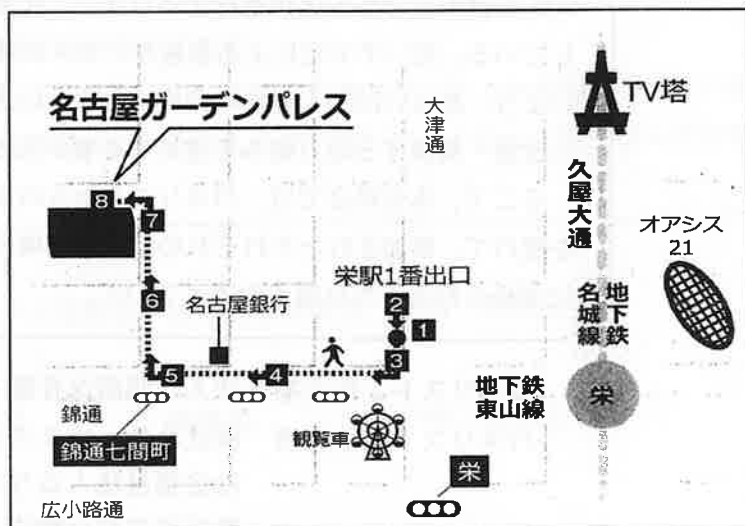 名古屋ガーデンパレス
大津通
TV塔
久屋大通
オアシス
21
8
7
6
5
名古屋銀行
4
栄駅1番出口
2
1
3
地下鉄
名城線
地下鉄
東山線
栄
錦通
錦通七間町
観覧車
栄
広小路通